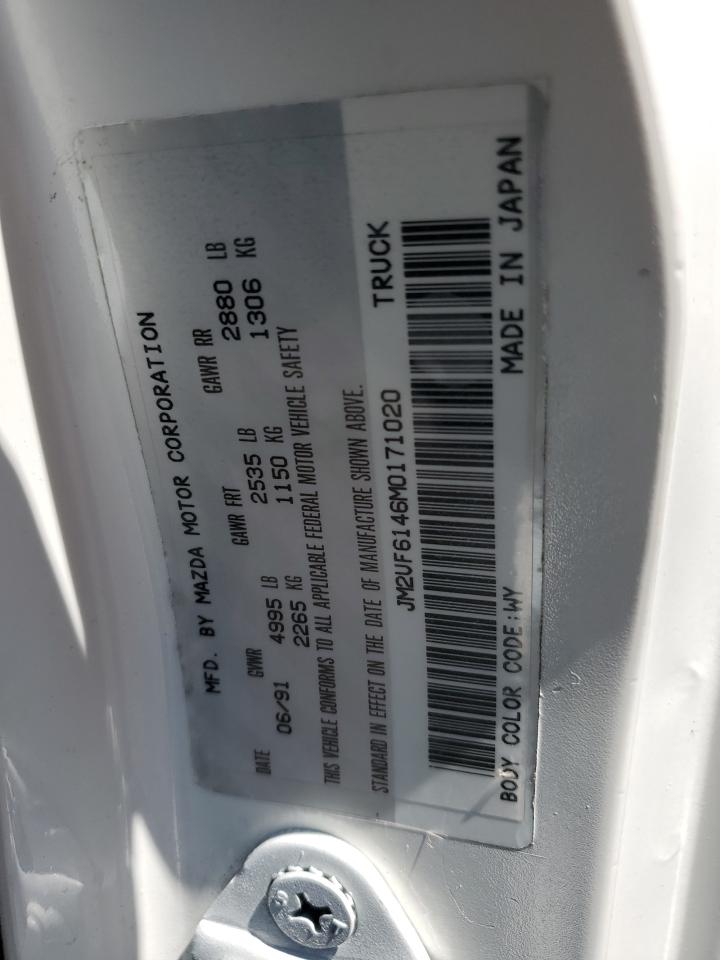 MFD. BY MAZDA MOTOR CORPORATION
DATE GVWR GAWR FRT GAWR RR
06/91 4995 LB 2535 LB 2880 LB
2265 KG 1150 KG 1306 KG
THIS VEHICLE CONFORMS TO ALL APPLICABLE FEDERAL MOTOR VEHICLE SAFETY
STANDARD IN EFFECT ON THE DATE OF MANUFACTURE SHOWN ABOVE.
JM2UF6146M0171020 TRUCK
BODY COLOR CODE:WY MADE IN JAPAN